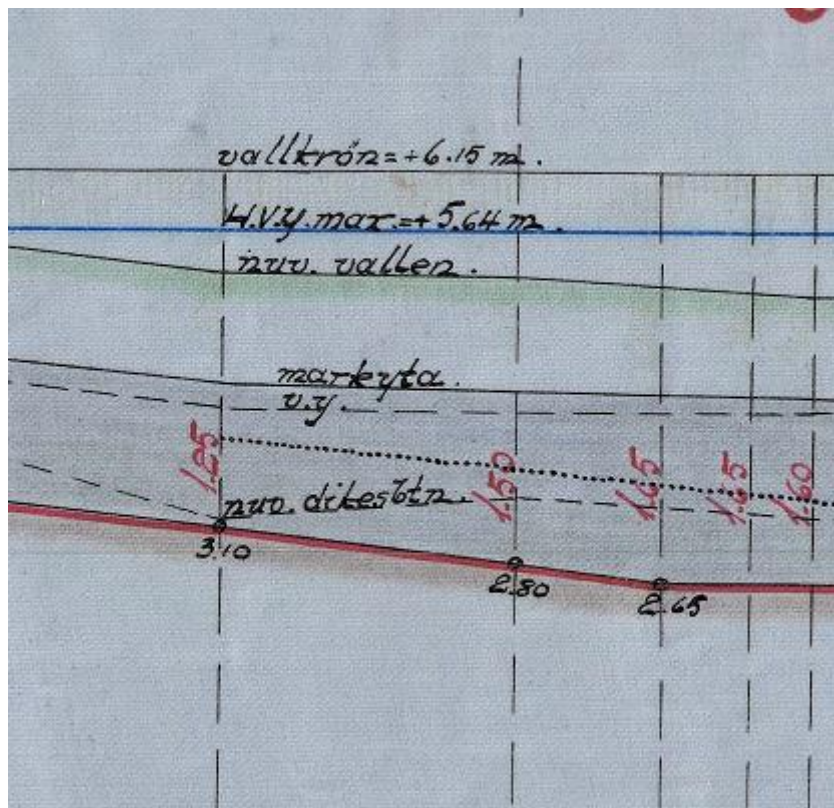 vallkrön=+6.15 m.
H.V.y.max.=+5.64 m.
nuv. vallen.
markyta.
v.y.
1.25
1.50
1.65
1.65
1.60
nuv. dikesbtn.
3.10
2.80
2.65